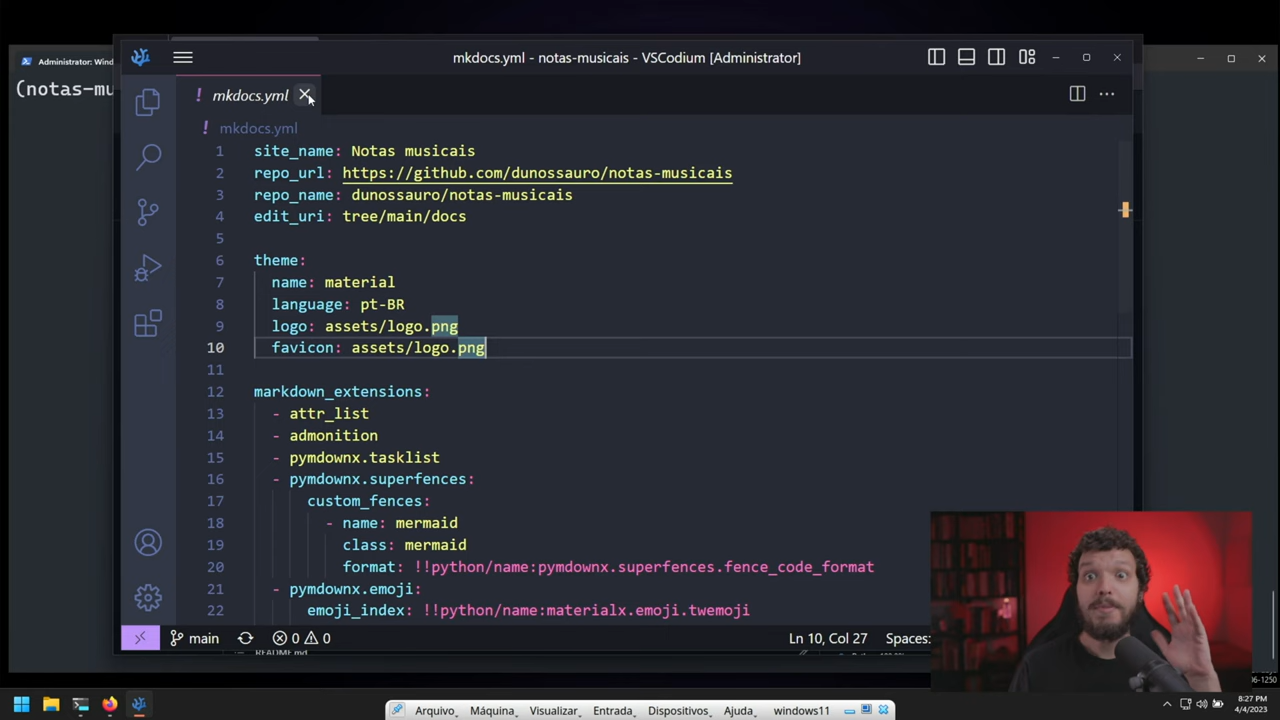 Administrator: Wind
(notas-mu
mkdocs.yml - notas-musicais - VSCodium [Administrator]
! mkdocs.yml
! mkdocs.yml
1 site_name: Notas musicais
2 repo_url: https://github.com/dunossauro/notas-musicais
3 repo_name: dunossauro/notas-musicais
4 edit_uri: tree/main/docs
5
6 theme:
7 name: material
8 language: pt-BR
9 logo: assets/logo.png
10 favicon: assets/logo.png
11
12 markdown_extensions:
13 - attr_list
14 - admonition
15 - pymdownx.tasklist
16 - pymdownx.superfences:
17 custom_fences:
18 - name: mermaid
19 class: mermaid
20 format: !!python/name:pymdownx.superfences.fence_code_format
21 - pymdownx.emoji:
22 emoji_index: !!python/name:materialx.emoji.twemoji
main 0 0 Ln 10, Col 27 Spaces:
README.md
06-1250
8:27 PM
4/4/2023
Arquivo Máquina Visualizar Entrada Dispositivos Ajuda windows11